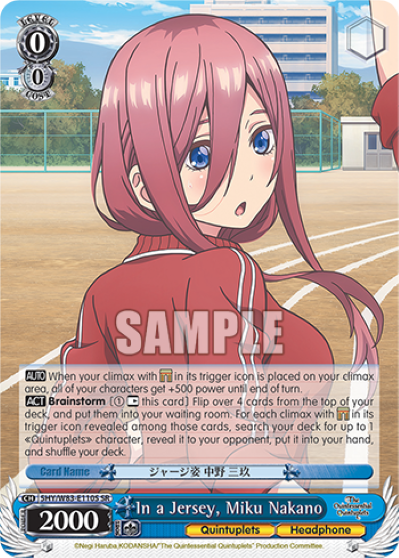 LEVEL
0
0
COST
SAMPLE
AUTO When your climax with in its trigger icon is placed on your climax
area, all of your characters get +500 power until end of turn.
ACT Brainstorm [① this card] Flip over 4 cards from the top of your
deck, and put them into your waiting room. For each climax with in its
trigger icon revealed among those cards, search your deck for up to 1
«Quintuplets» character, reveal it to your opponent, put it into your hand,
and shuffle your deck.
Card Name ジャージ姿 中野 三玖
CH 5HY/W83-E110S SR
In a Jersey, Miku Nakano
The Quintessential Quintuplets
2000
Quintuplets Headphone
©Negi Haruba,KODANSHA/"The Quintessential Quintuplets" Production Committee